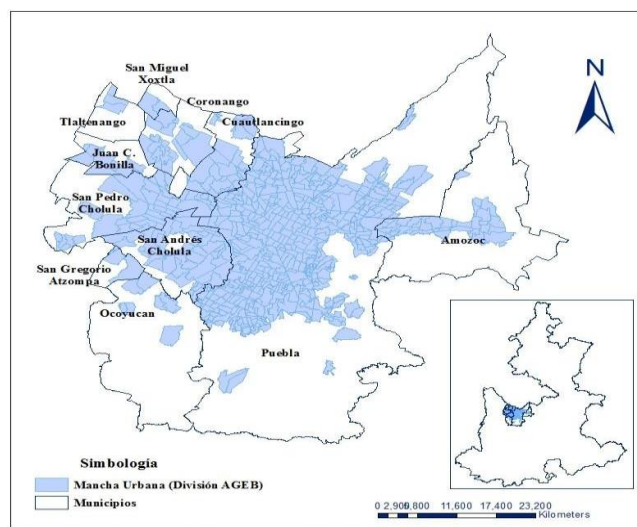 San Miguel
Xoxtla
Coronango
Tlaltenango
Cuautlancingo
Juan C.
Bonilla
San Pedro
Cholula
San Andrés
Cholula
Amozoc
San Gregorio
Atzompa
Ocoyucan
Puebla
N
Simbología
Mancha Urbana (División AGEB)
Municipios
0 2,900 5,800 11,600 17,400 23,200
Kilometers